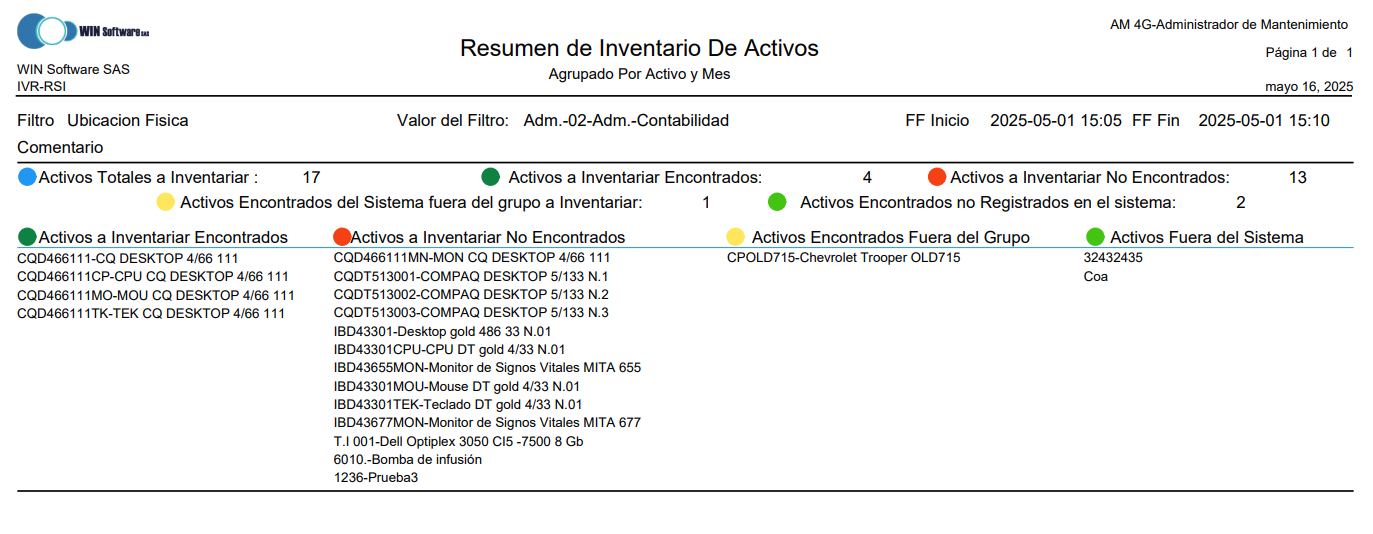 WIN Software SAS
AM 4G-Administrador de Mantenimiento
Resumen de Inventario De Activos
Página 1 de 1
WIN Software SAS
Agrupado Por Activo y Mes
IVR-RSI
mayo 16, 2025
Filtro Ubicacion Fisica Valor del Filtro: Adm.-02-Adm.-Contabilidad FF Inicio 2025-05-01 15:05 FF Fin 2025-05-01 15:10
Comentario
Activos Totales a Inventariar : 17 Activos a Inventariar Encontrados: 4 Activos a Inventariar No Encontrados: 13
Activos Encontrados del Sistema fuera del grupo a Inventariar: 1 Activos Encontrados no Registrados en el sistema: 2
Activos a Inventariar Encontrados
CQD466111-CQ DESKTOP 4/66 111
CQD466111CP-CPU CQ DESKTOP 4/66 111
CQD466111MO-MOU CQ DESKTOP 4/66 111
CQD466111TK-TEK CQ DESKTOP 4/66 111
Activos a Inventariar No Encontrados
CQD466111MN-MON CQ DESKTOP 4/66 111
CQDT513001-COMPAQ DESKTOP 5/133 N.1
CQDT513002-COMPAQ DESKTOP 5/133 N.2
CQDT513003-COMPAQ DESKTOP 5/133 N.3
IBD43301-Desktop gold 486 33 N.01
IBD43301CPU-CPU DT gold 4/33 N.01
IBD43655MON-Monitor de Signos Vitales MITA 655
IBD43301MOU-Mouse DT gold 4/33 N.01
IBD43301TEK-Teclado DT gold 4/33 N.01
IBD43677MON-Monitor de Signos Vitales MITA 677
T.I 001-Dell Optiplex 3050 CI5 -7500 8 Gb
6010.-Bomba de infusión
1236-Prueba3
Activos Encontrados Fuera del Grupo
CPOLD715-Chevrolet Trooper OLD715
Activos Fuera del Sistema
32432435
Coa